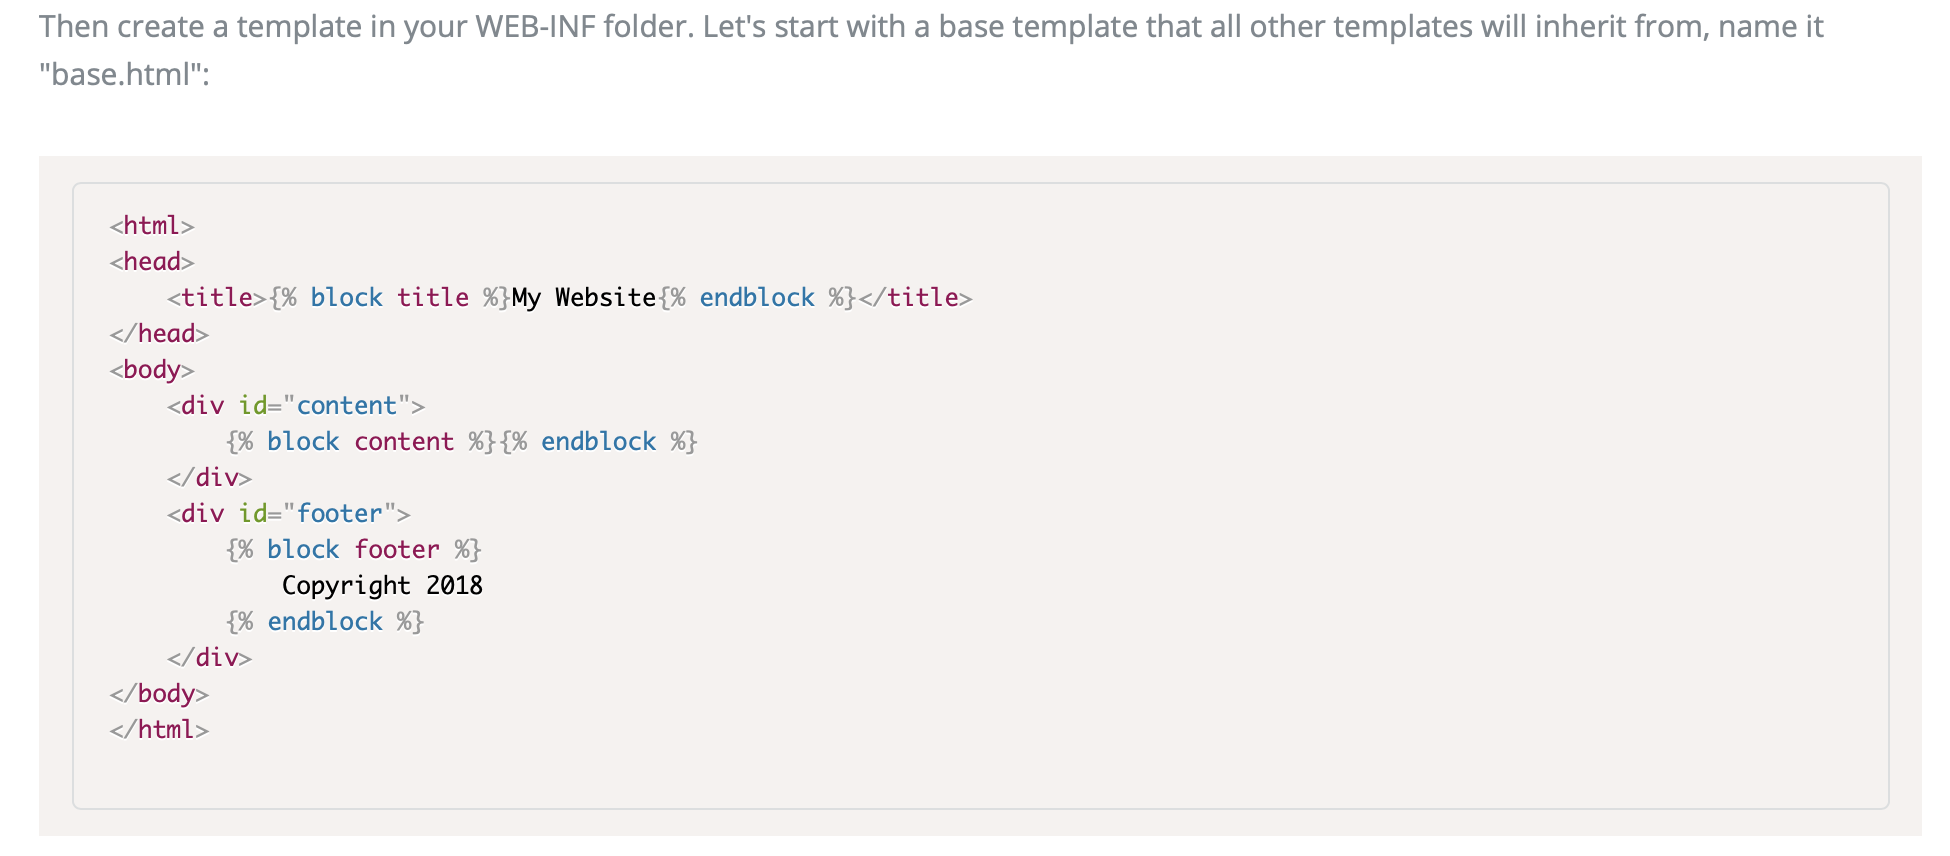 Then create a template in your WEB-INF folder. Let's start with a base template that all other templates will inherit from, name it
"base.html":
<html>
<head>
    <title>{% block title %}My Website{% endblock %}</title>
</head>
<body>
    <div id="content">
        {% block content %}{% endblock %}
    </div>
    <div id="footer">
        {% block footer %}
            Copyright 2018
        {% endblock %}
    </div>
</body>
</html>